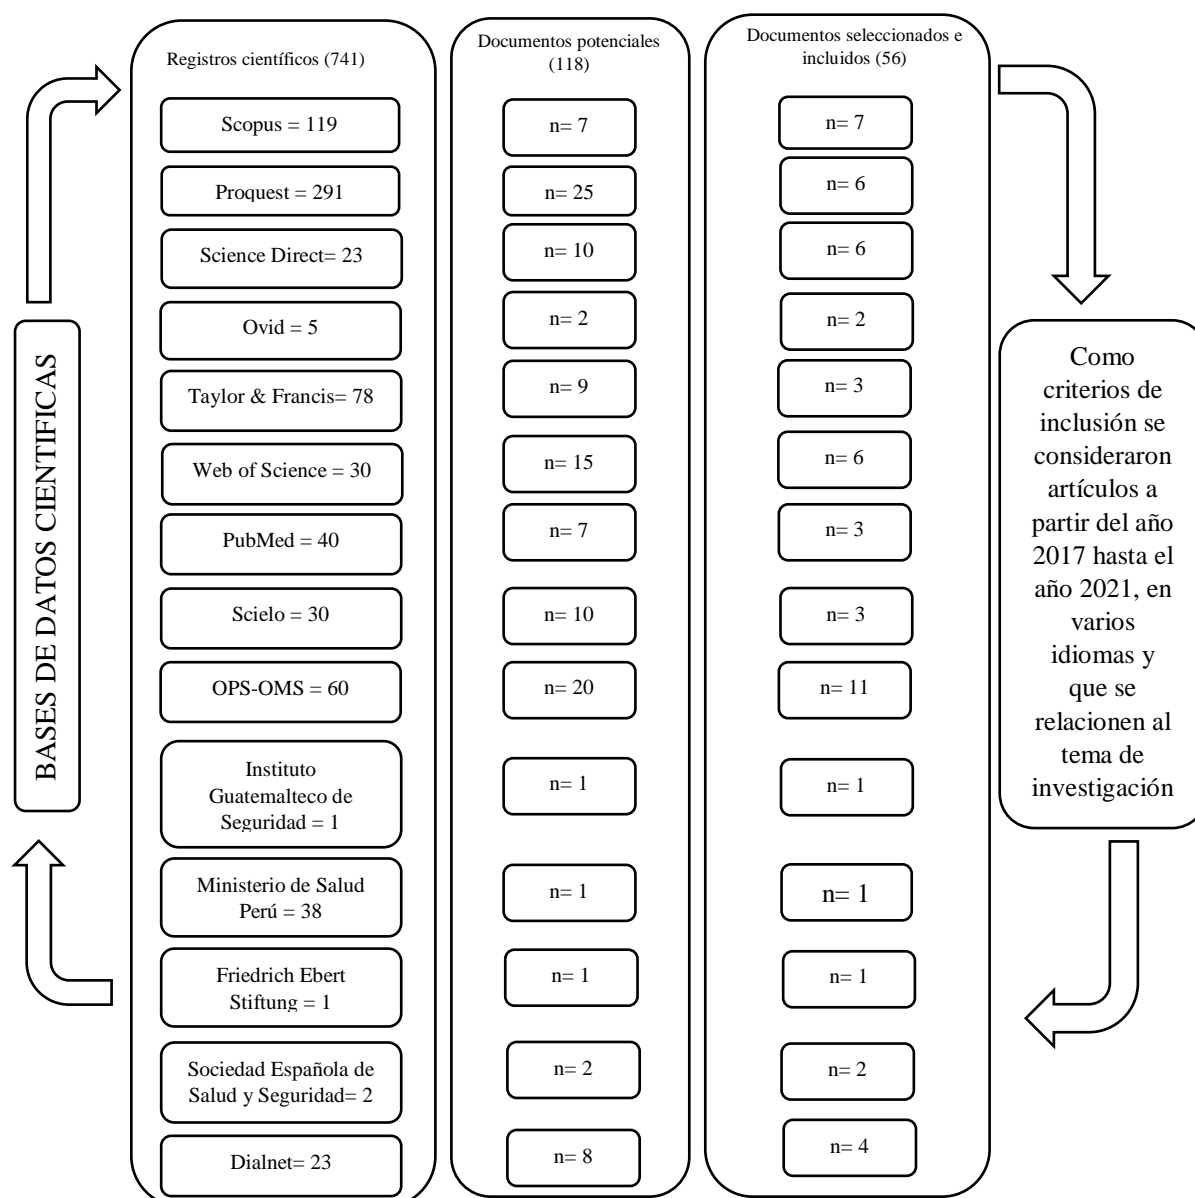 BASES DE DATOS CIENTIFICAS
Registros científicos (741)
Scopus = 119
Proquest = 291
Science Direct= 23
Ovid = 5
Taylor & Francis= 78
Web of Science = 30
PubMed = 40
Scielo = 30
OPS-OMS = 60
Instituto
Guatemalteco de
Seguridad = 1
Ministerio de Salud
Perú = 38
Friedrich Ebert
Stiftung = 1
Sociedad Española de
Salud y Seguridad= 2
Dialnet= 23
Documentos potenciales
(118)
n= 7
n= 25
n= 10
n= 2
n= 9
n= 15
n= 7
n= 10
n= 20
n= 1
n= 1
n= 1
n= 2
n= 8
Documentos seleccionados e
incluidos (56)
n= 7
n= 6
n= 6
n= 2
n= 3
n= 6
n= 3
n= 3
n= 11
n= 1
n= 1
n= 1
n= 2
n= 4
Como
criterios de
inclusión se
consideraron
artículos a
partir del año
2017 hasta el
año 2021, en
varios
idiomas y
que se
relacionen al
tema de
investigación